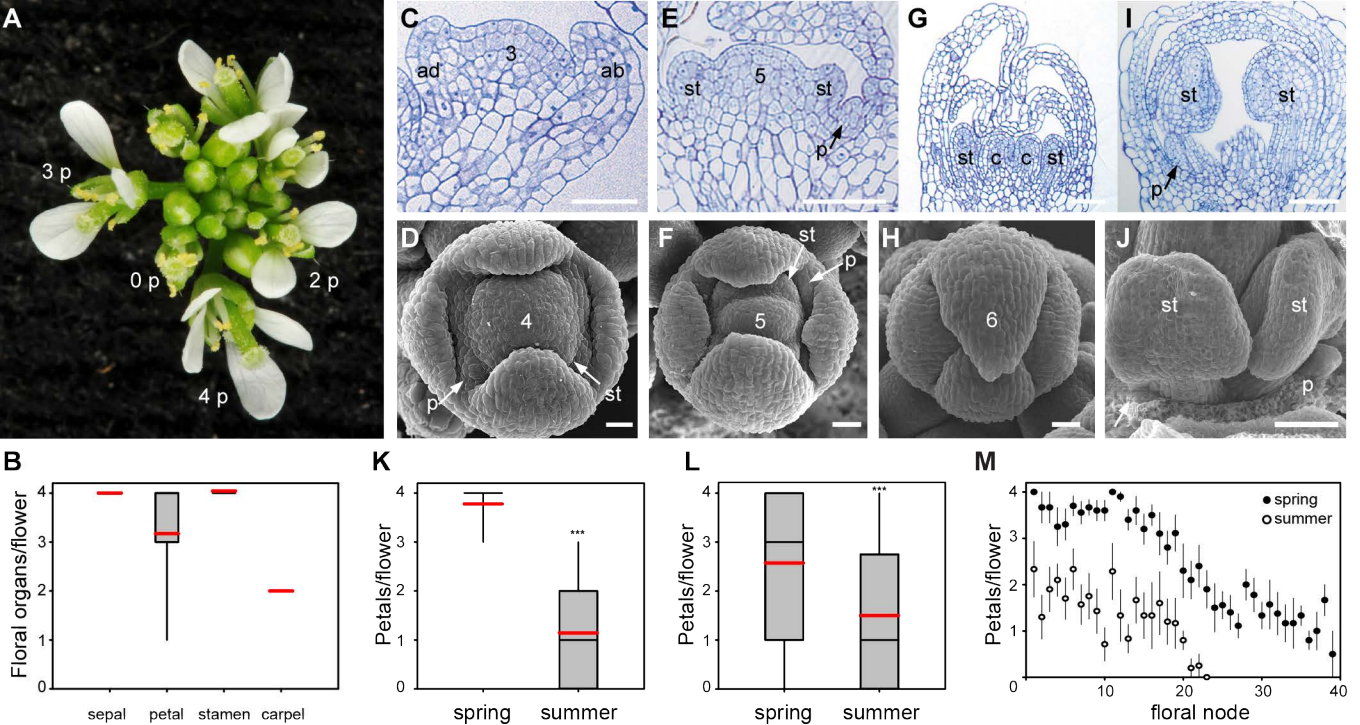 A
3 p
0 p
2 p
4 p
C
3
ad
ab
E
5
st
st
p
G
st
c
c
st
I
st
st
p
D
4
p
st
F
st
p
5
H
6
J
st
st
p
B
Floral organs/flower
4
3
2
1
0
sepal
petal
stamen
carpel
K
Petals/flower
4
3
2
1
0
***
spring
summer
L
Petals/flower
4
3
2
1
0
***
spring
summer
M
Petals/flower
4
3
2
1
0
spring
summer
10
20
30
40
floral node